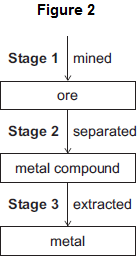 Figure 2
Stage 1 mined
ore
Stage 2 separated
metal compound
Stage 3 extracted
metal